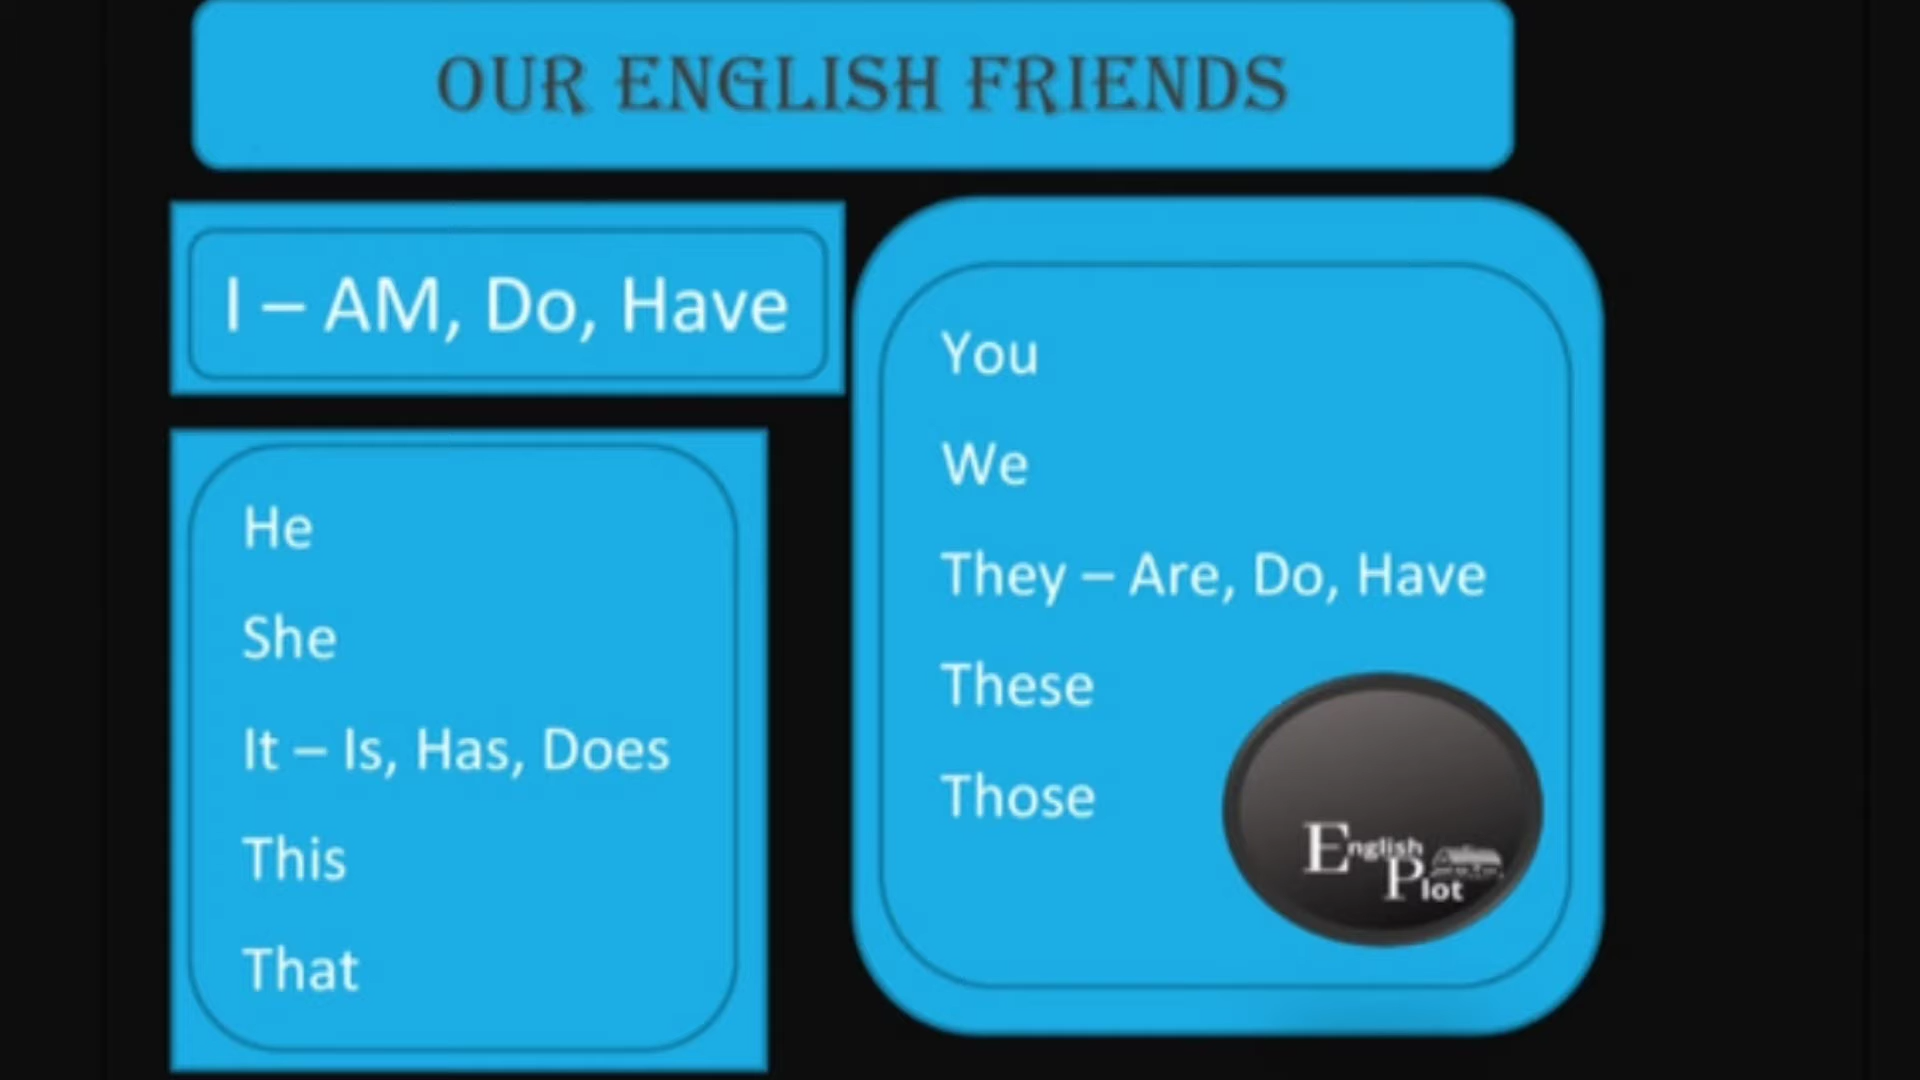 OUR ENGLISH FRIENDS
I – AM, Do, Have
He
She
It – Is, Has, Does
This
That
You
We
They – Are, Do, Have
These
Those
English
Plot